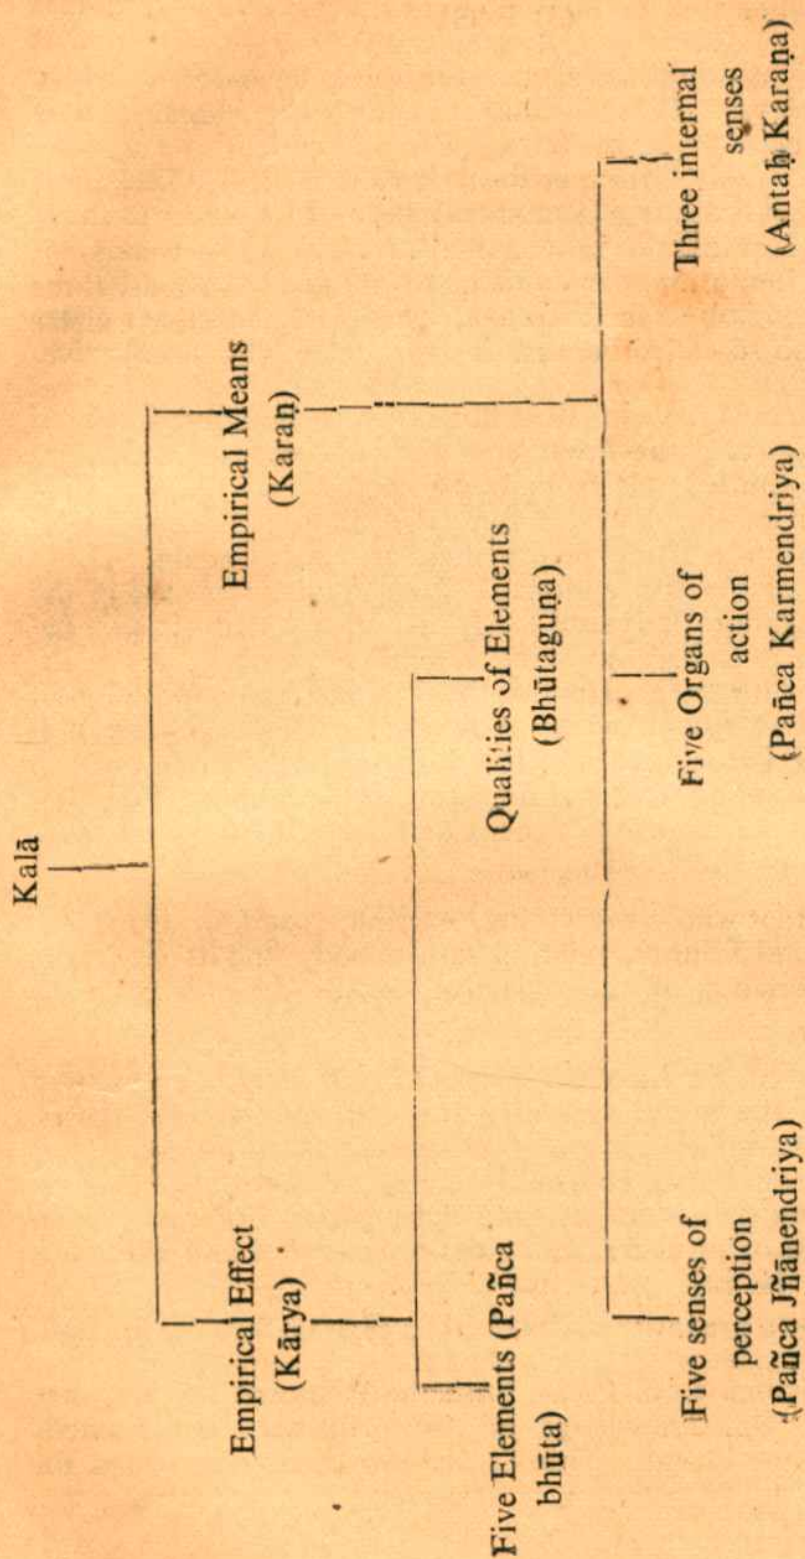 Kalā
Empirical Effect
(Kārya)
Empirical Means
(Karaṇ)
Five Elements (Pañca
bhūta)
Qualities of Elements
(Bhūtaguṇa)
Five senses of
perception
(Pañca Jñānendriya)
Five Organs of
action
(Pañca Karmendriya)
Three internal
senses
(Antaḥ Karaṇa)